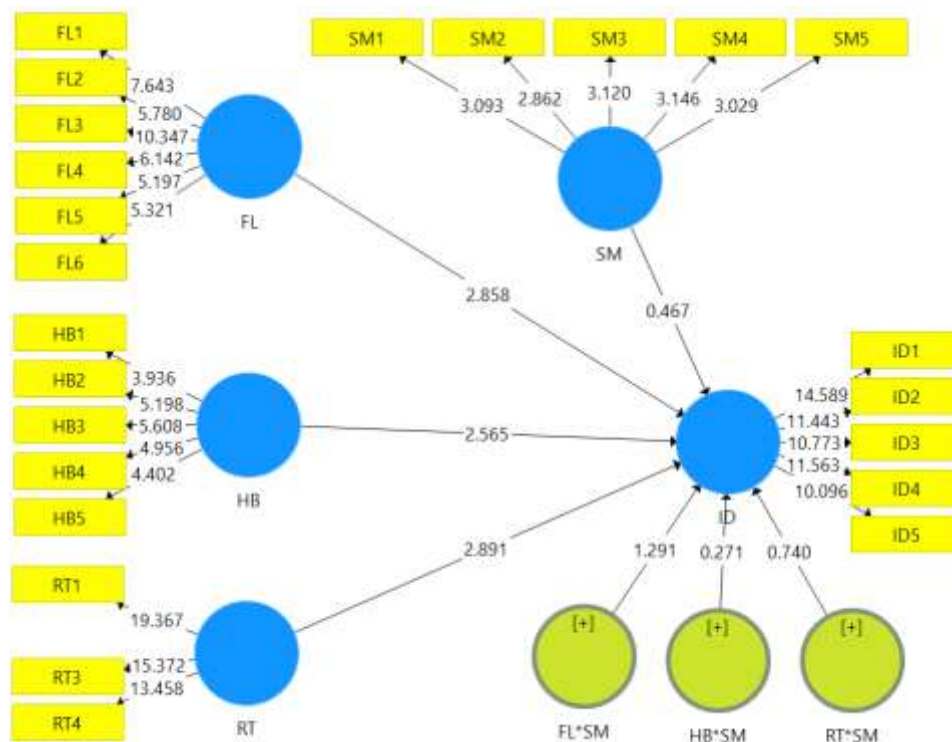 FL1
FL2
FL3
FL4
FL5
FL6
7.643
5.780
10.347
6.142
5.197
5.321
FL
SM1 SM2 SM3 SM4 SM5
3.093 2.862 3.120 3.146 3.029
SM
2.858
0.467
HB1
HB2
HB3
HB4
HB5
3.936
5.198
5.608
4.956
4.402
HB
2.565
ID1
ID2
ID3
ID4
ID5
14.589
11.443
10.773
11.563
10.096
ID
RT1
RT3
RT4
19.367
15.372
13.458
RT
2.891
1.291 0.271 0.740
[+] [+] [+]
FL*SM HB*SM RT*SM